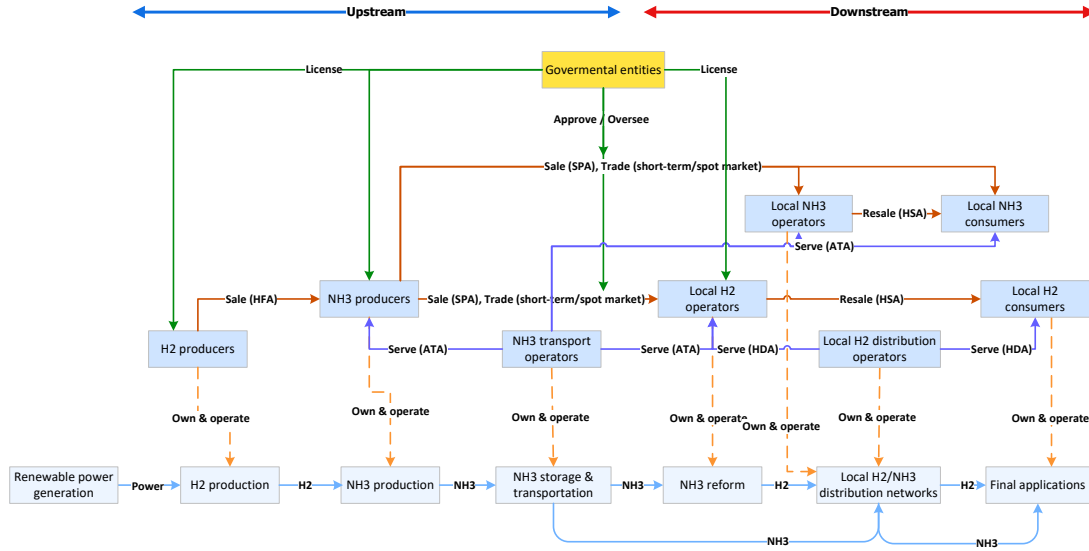 Upstream
Downstream
License
Govermental entities
License
Approve / Oversee
Sale (SPA), Trade (short-term/spot market)
Local NH3
operators
Resale (HSA)
Local NH3
consumers
Serve (ATA)
Sale (HFA)
NH3 producers
Sale (SPA), Trade (short-term/spot market)
Local H2
operators
Resale (HSA)
Local H2
consumers
H2 producers
Serve (ATA)
NH3 transport
operators
Serve (ATA)
Serve (HDA)
Local H2 distribution
operators
Serve (HDA)
Own & operate
Own & operate
Own & operate
Own & operate
Own & operate
Own & operate
Own & operate
Renewable power
generation
Power
H2 production
H2
NH3 production
NH3
NH3 storage &
transportation
NH3
NH3 reform
H2
Local H2/NH3
distribution networks
H2
Final applications
NH3
NH3